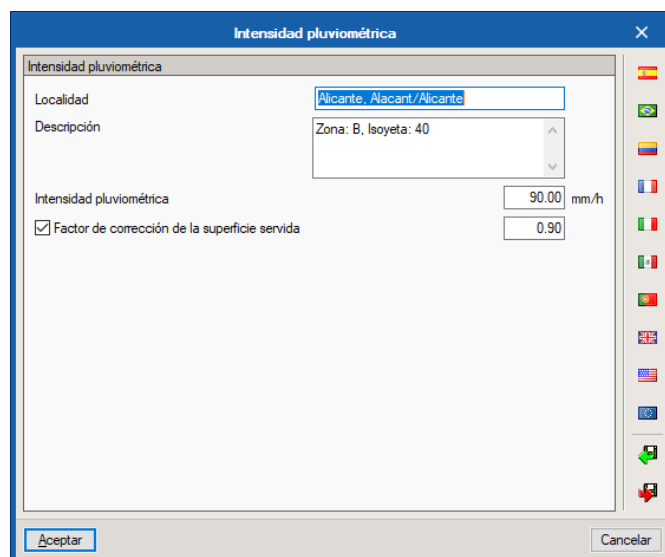 Intensidad pluviométrica
Intensidad pluviométrica
Localidad
Alicante, Alacant/Alicante
Descripción
Zona: B, Isoyeta: 40
Intensidad pluviométrica
90.00 mm/h
Factor de corrección de la superficie servida
0.90
Aceptar
Cancelar